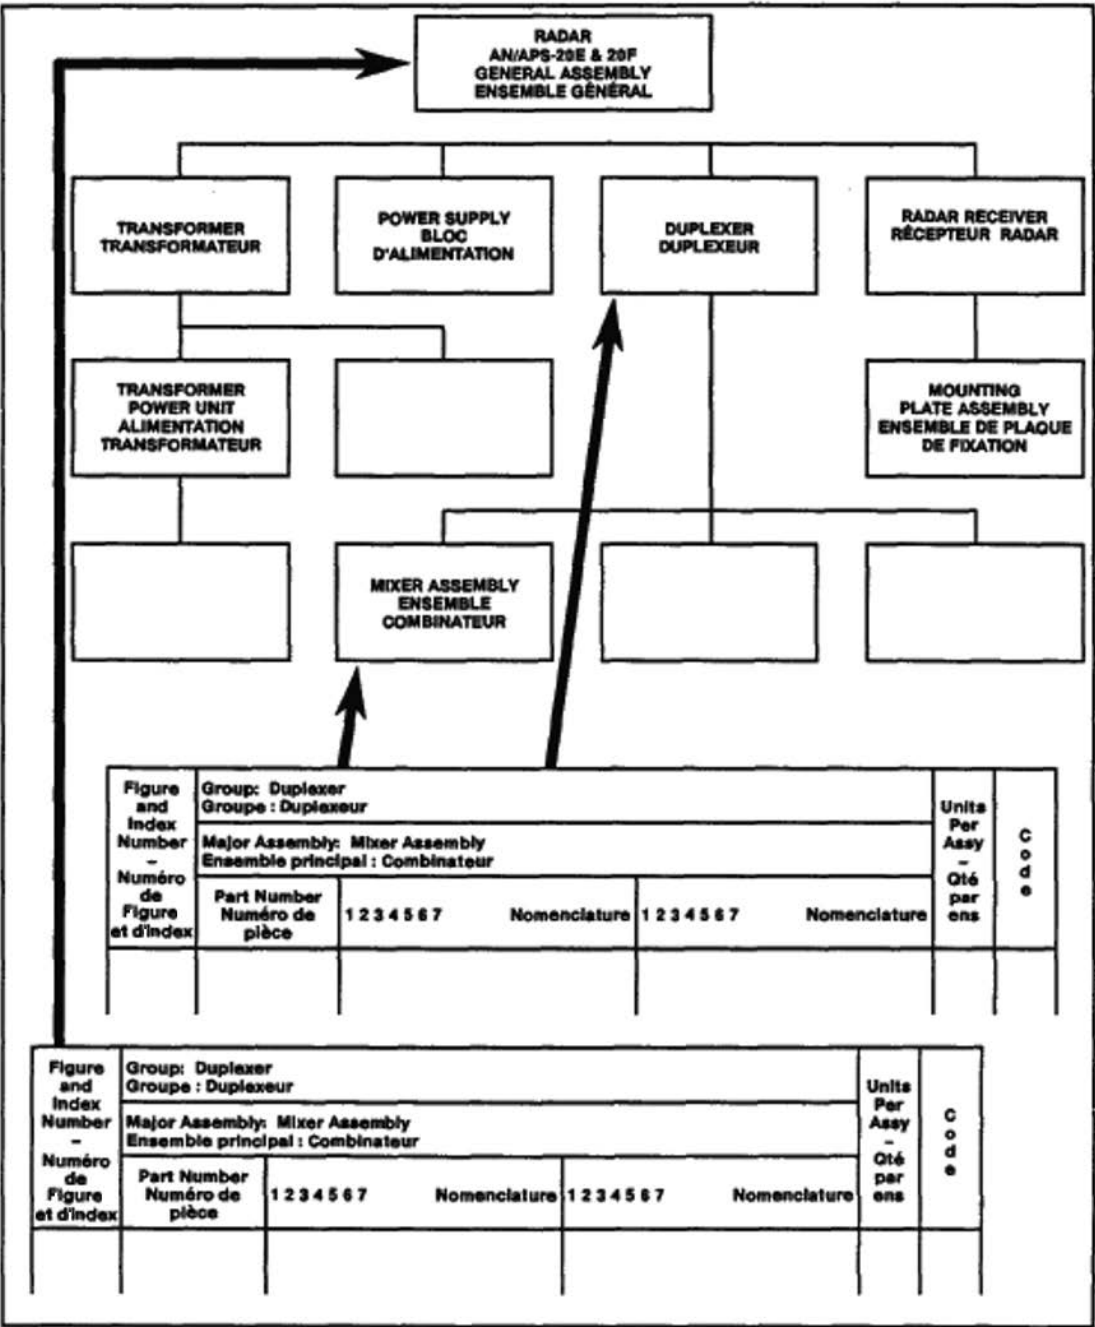 RADAR
AN/APS-20E & 20F
GENERAL ASSEMBLY
ENSEMBLE GÉNÉRAL
TRANSFORMER
TRANSFORMATEUR
POWER SUPPLY
BLOC
D'ALIMENTATION
DUPLEXER
DUPLEXEUR
RADAR RECEIVER
RÉCEPTEUR RADAR
TRANSFORMER
POWER UNIT
ALIMENTATION
TRANSFORMATEUR
MOUNTING
PLATE ASSEMBLY
ENSEMBLE DE PLAQUE
DE FIXATION
MIXER ASSEMBLY
ENSEMBLE
COMBINATEUR
Figure
and
Index
Number
–
Numéro
de
Figure
et d'index
Group: Duplexer
Groupe : Duplexeur
Major Assembly: Mixer Assembly
Ensemble principal : Combinateur
Part Number
Numéro de
pièce
1 2 3 4 5 6 7 Nomenclature
1 2 3 4 5 6 7 Nomenclature
Units
Per
Assy
–
Qté
par
ens
C
o
d
e
Figure
and
Index
Number
–
Numéro
de
Figure
et d'index
Group: Duplexer
Groupe : Duplexeur
Major Assembly: Mixer Assembly
Ensemble principal : Combinateur
Part Number
Numéro de
pièce
1 2 3 4 5 6 7 Nomenclature
1 2 3 4 5 6 7 Nomenclature
Units
Per
Assy
–
Qté
par
ens
C
o
d
e